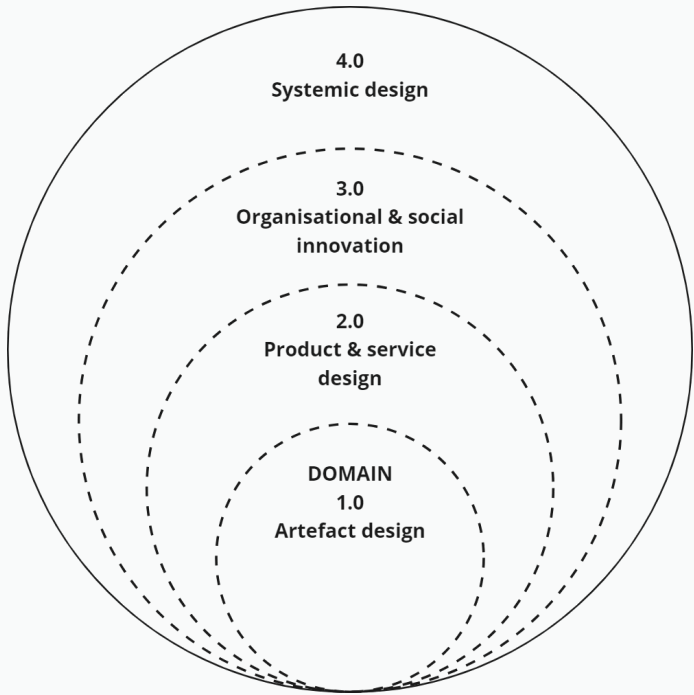 4.0
Systemic design
3.0
Organisational & social
innovation
2.0
Product & service
design
DOMAIN
1.0
Artefact design